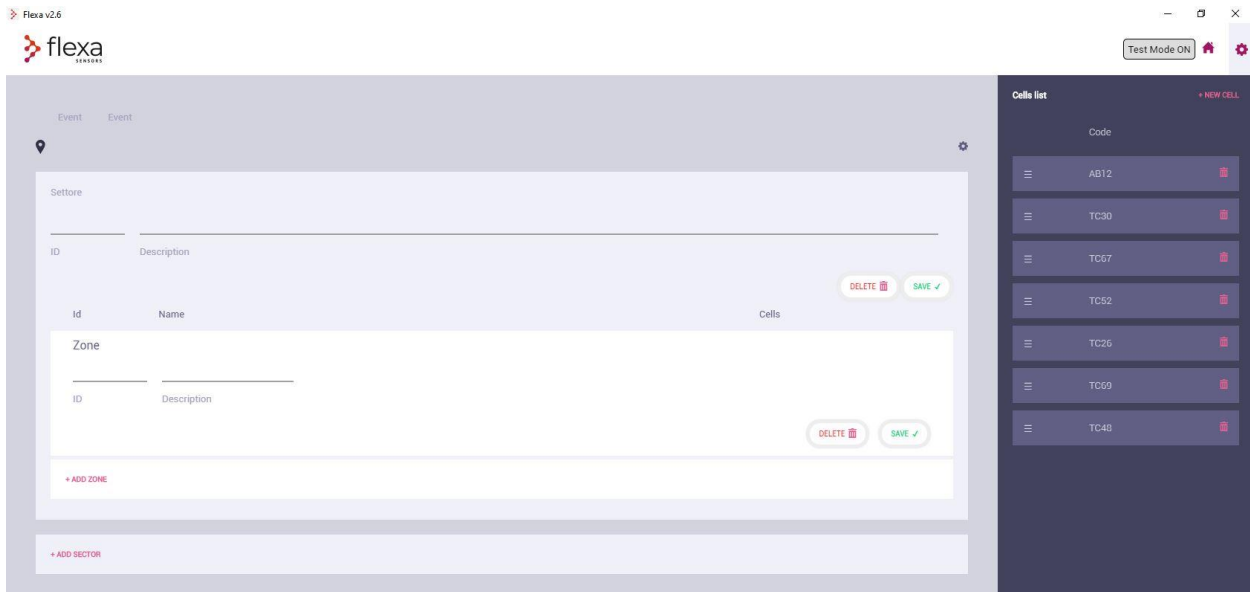 Flexa v2.6
flexa
SENSORS
Test Mode ON
Event Event
Settore
ID Description
DELETE SAVE ✓
Id Name Cells
Zone
ID Description
DELETE SAVE ✓
+ ADD ZONE
+ ADD SECTOR
Cells list + NEW CELL
Code
AB12
TC30
TC67
TC52
TC26
TC69
TC48